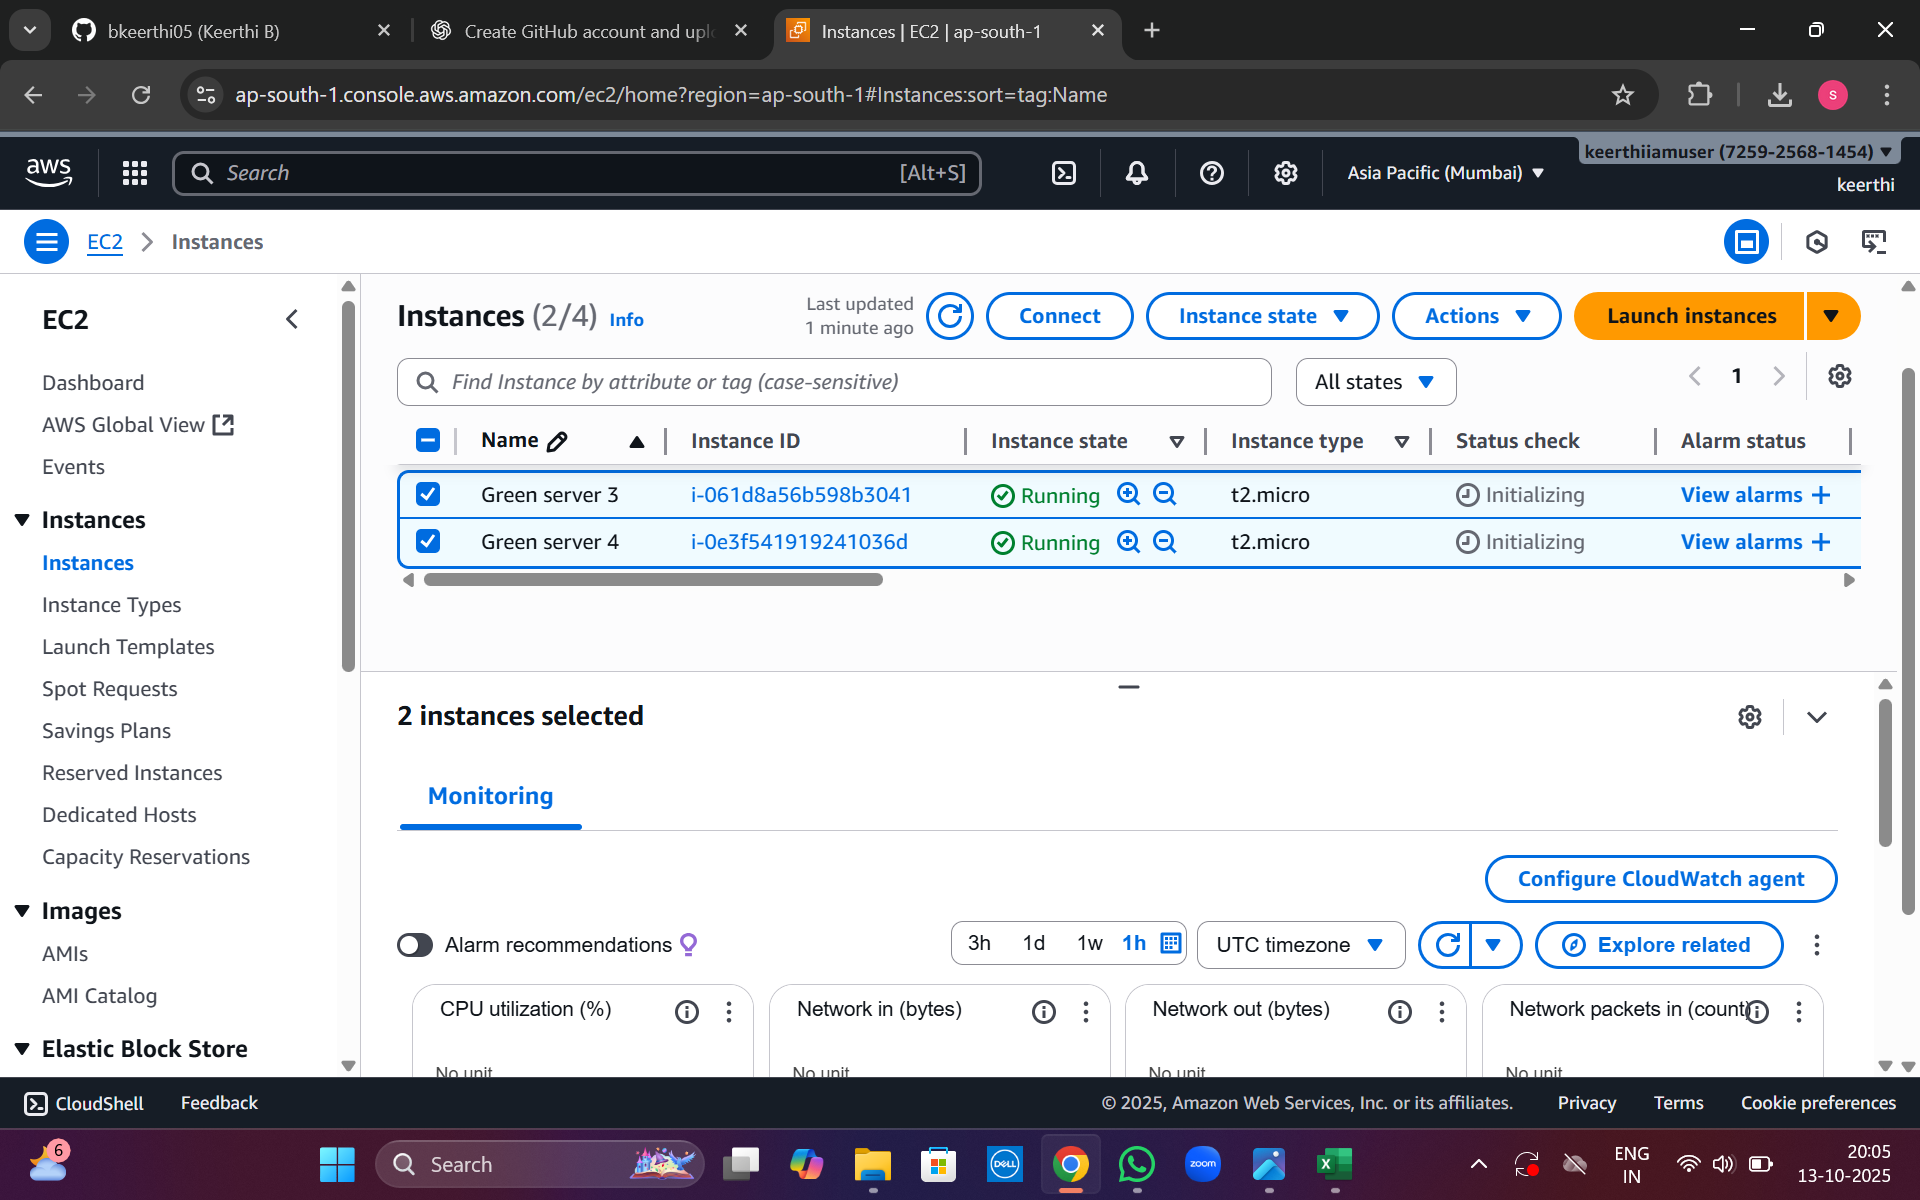 bkeerthi05 (Keerthi B)
Create GitHub account and uplo
Instances | EC2 | ap-south-1
ap-south-1.console.aws.amazon.com/ec2/home?region=ap-south-1#Instances:sort=tag:Name
S
aws
Search
[Alt+S]
Asia Pacific (Mumbai)
keerthiiamuser (7259-2568-1454)
keerthi
EC2
Instances
EC2
Dashboard
AWS Global View
Events
Instances
Instances
Instance Types
Launch Templates
Spot Requests
Savings Plans
Reserved Instances
Dedicated Hosts
Capacity Reservations
Images
AMIs
AMI Catalog
Elastic Block Store
Instances (2/4) Info
Last updated
1 minute ago
Connect
Instance state
Actions
Launch instances
Find Instance by attribute or tag (case-sensitive)
All states
1
Name Instance ID Instance state Instance type Status check Alarm status
Green server 3 i-061d8a56b598b3041 Running t2.micro Initializing View alarms +
Green server 4 i-0e3f541919241036d Running t2.micro Initializing View alarms +
2 instances selected
Monitoring
Configure CloudWatch agent
Alarm recommendations
3h 1d 1w 1h
UTC timezone
Explore related
CPU utilization (%)
No unit
Network in (bytes)
No unit
Network out (bytes)
No unit
Network packets in (count)
No unit
CloudShell Feedback
© 2025, Amazon Web Services, Inc. or its affiliates. Privacy Terms Cookie preferences
6
Search
DELL
zoom
X
ENG
IN
20:05
13-10-2025